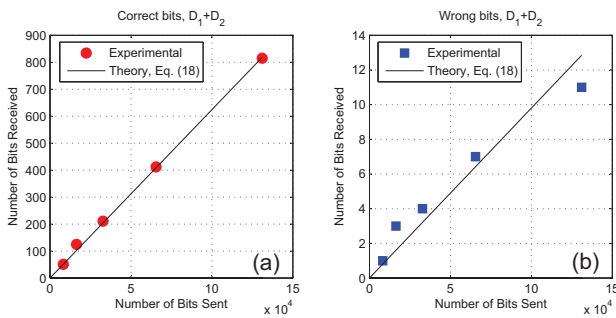 Correct bits, D1+D2
900
800
700
600
500
400
300
200
100
0
Number of Bits Received
Experimental
Theory, Eq. (18)
(a)
0 5 10 15
Number of Bits Sent
x 10^4
Wrong bits, D1+D2
14
12
10
8
6
4
2
0
Number of Bits Received
Experimental
Theory, Eq. (18)
(b)
0 5 10 15
Number of Bits Sent
x 10^4